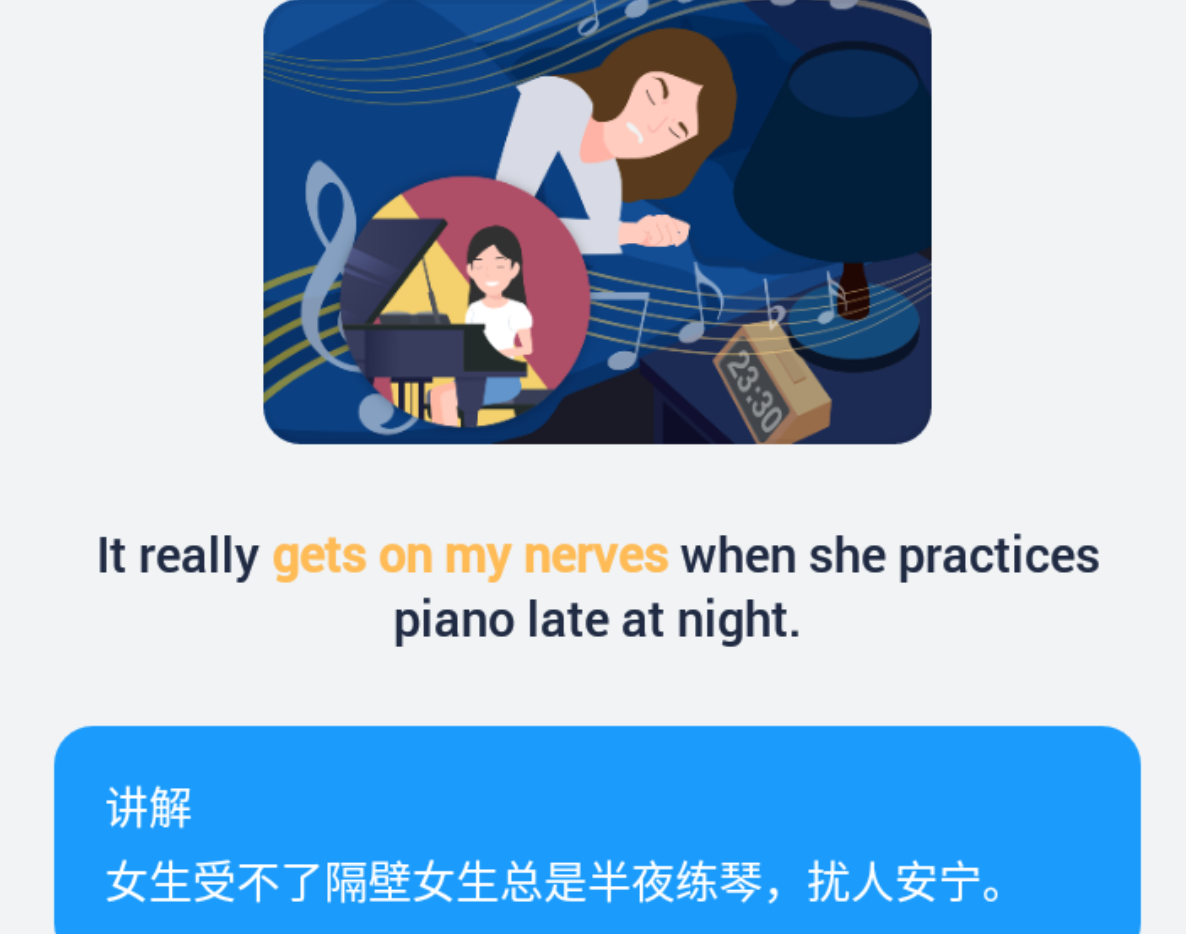 23:30
It really gets on my nerves when she practices
piano late at night.
讲解
女生受不了隔壁女生总是半夜练琴，扰人安宁。